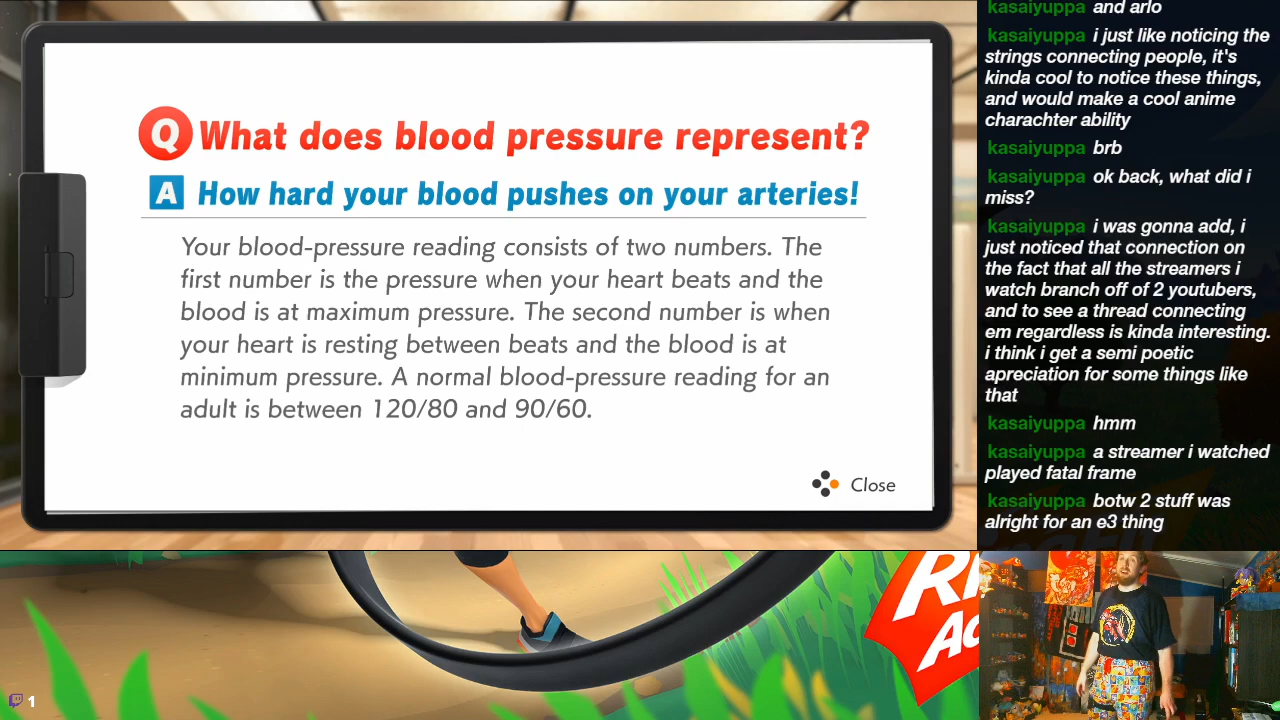 Q What does blood pressure represent?
A How hard your blood pushes on your arteries!
Your blood-pressure reading consists of two numbers. The
first number is the pressure when your heart beats and the
blood is at maximum pressure. The second number is when
your heart is resting between beats and the blood is at
minimum pressure. A normal blood-pressure reading for an
adult is between 120/80 and 90/60.
Close
kasaiyuppa and arlo
kasaiyuppa i just like noticing the
strings connecting people, it's
kinda cool to notice these things,
and would make a cool anime
charachter ability
kasaiyuppa brb
kasaiyuppa ok back, what did i
miss?
kasaiyuppa i was gonna add, i
just noticed that connection on
the fact that all the streamers i
watch branch off of 2 youtubers,
and to see a thread connecting
em regardless is kinda interesting.
i think i get a semi poetic
apreciation for some things like
that
kasaiyuppa hmm
kasaiyuppa a streamer i watched
played fatal frame
kasaiyuppa botw 2 stuff was
alright for an e3 thing
1